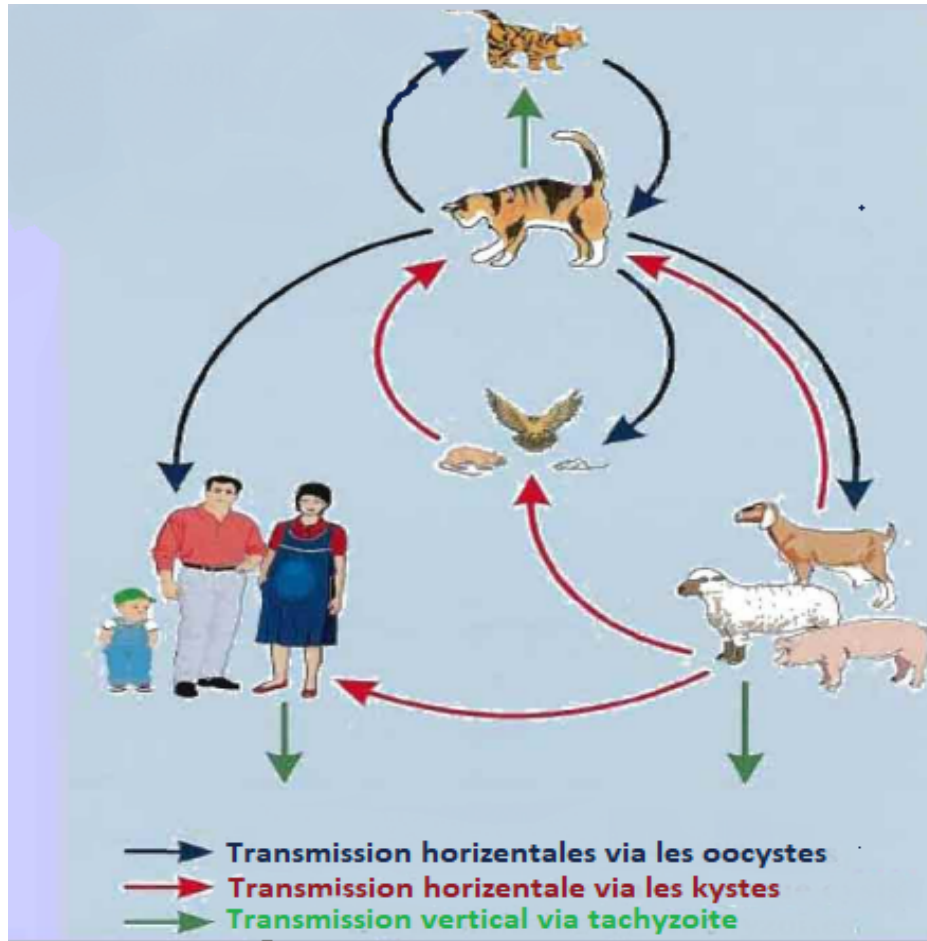 Transmission horizentales via les oocystes
Transmission horizentale via les kystes
Transmission vertical via tachyzoite